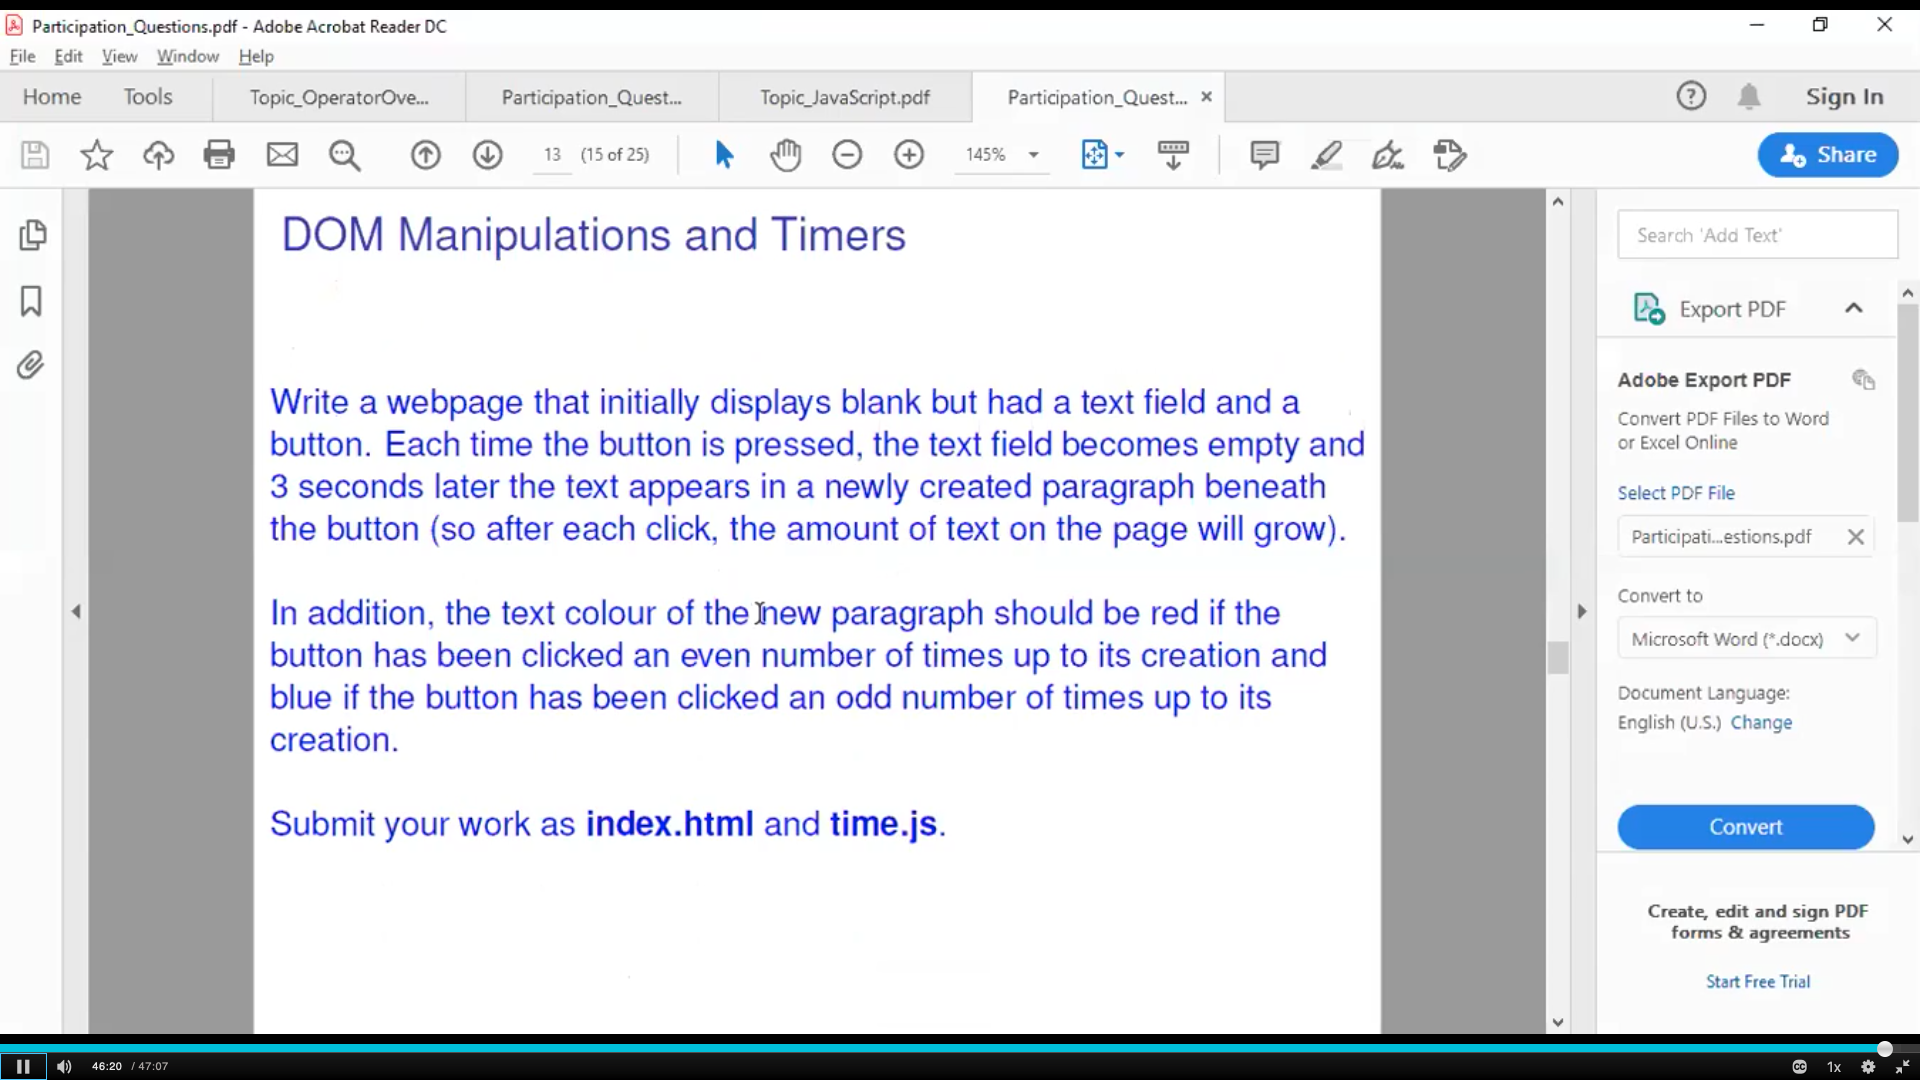 Participation_Questions.pdf - Adobe Acrobat Reader DC
File Edit View Window Help
Home Tools Topic_OperatorOve... Participation_Quest... Topic_JavaScript.pdf Participation_Quest... × Sign In
13 (15 of 25) 145% Share
DOM Manipulations and Timers
Write a webpage that initially displays blank but had a text field and a
button. Each time the button is pressed, the text field becomes empty and
3 seconds later the text appears in a newly created paragraph beneath
the button (so after each click, the amount of text on the page will grow).
In addition, the text colour of the new paragraph should be red if the
button has been clicked an even number of times up to its creation and
blue if the button has been clicked an odd number of times up to its
creation.
Submit your work as index.html and time.js.
Search 'Add Text'
Export PDF
Adobe Export PDF
Convert PDF Files to Word
or Excel Online
Select PDF File
Participati...estions.pdf
Convert to
Microsoft Word (*.docx)
Document Language:
English (U.S.) Change
Convert
Create, edit and sign PDF
forms & agreements
Start Free Trial
46:20 / 47:07 CC 1x